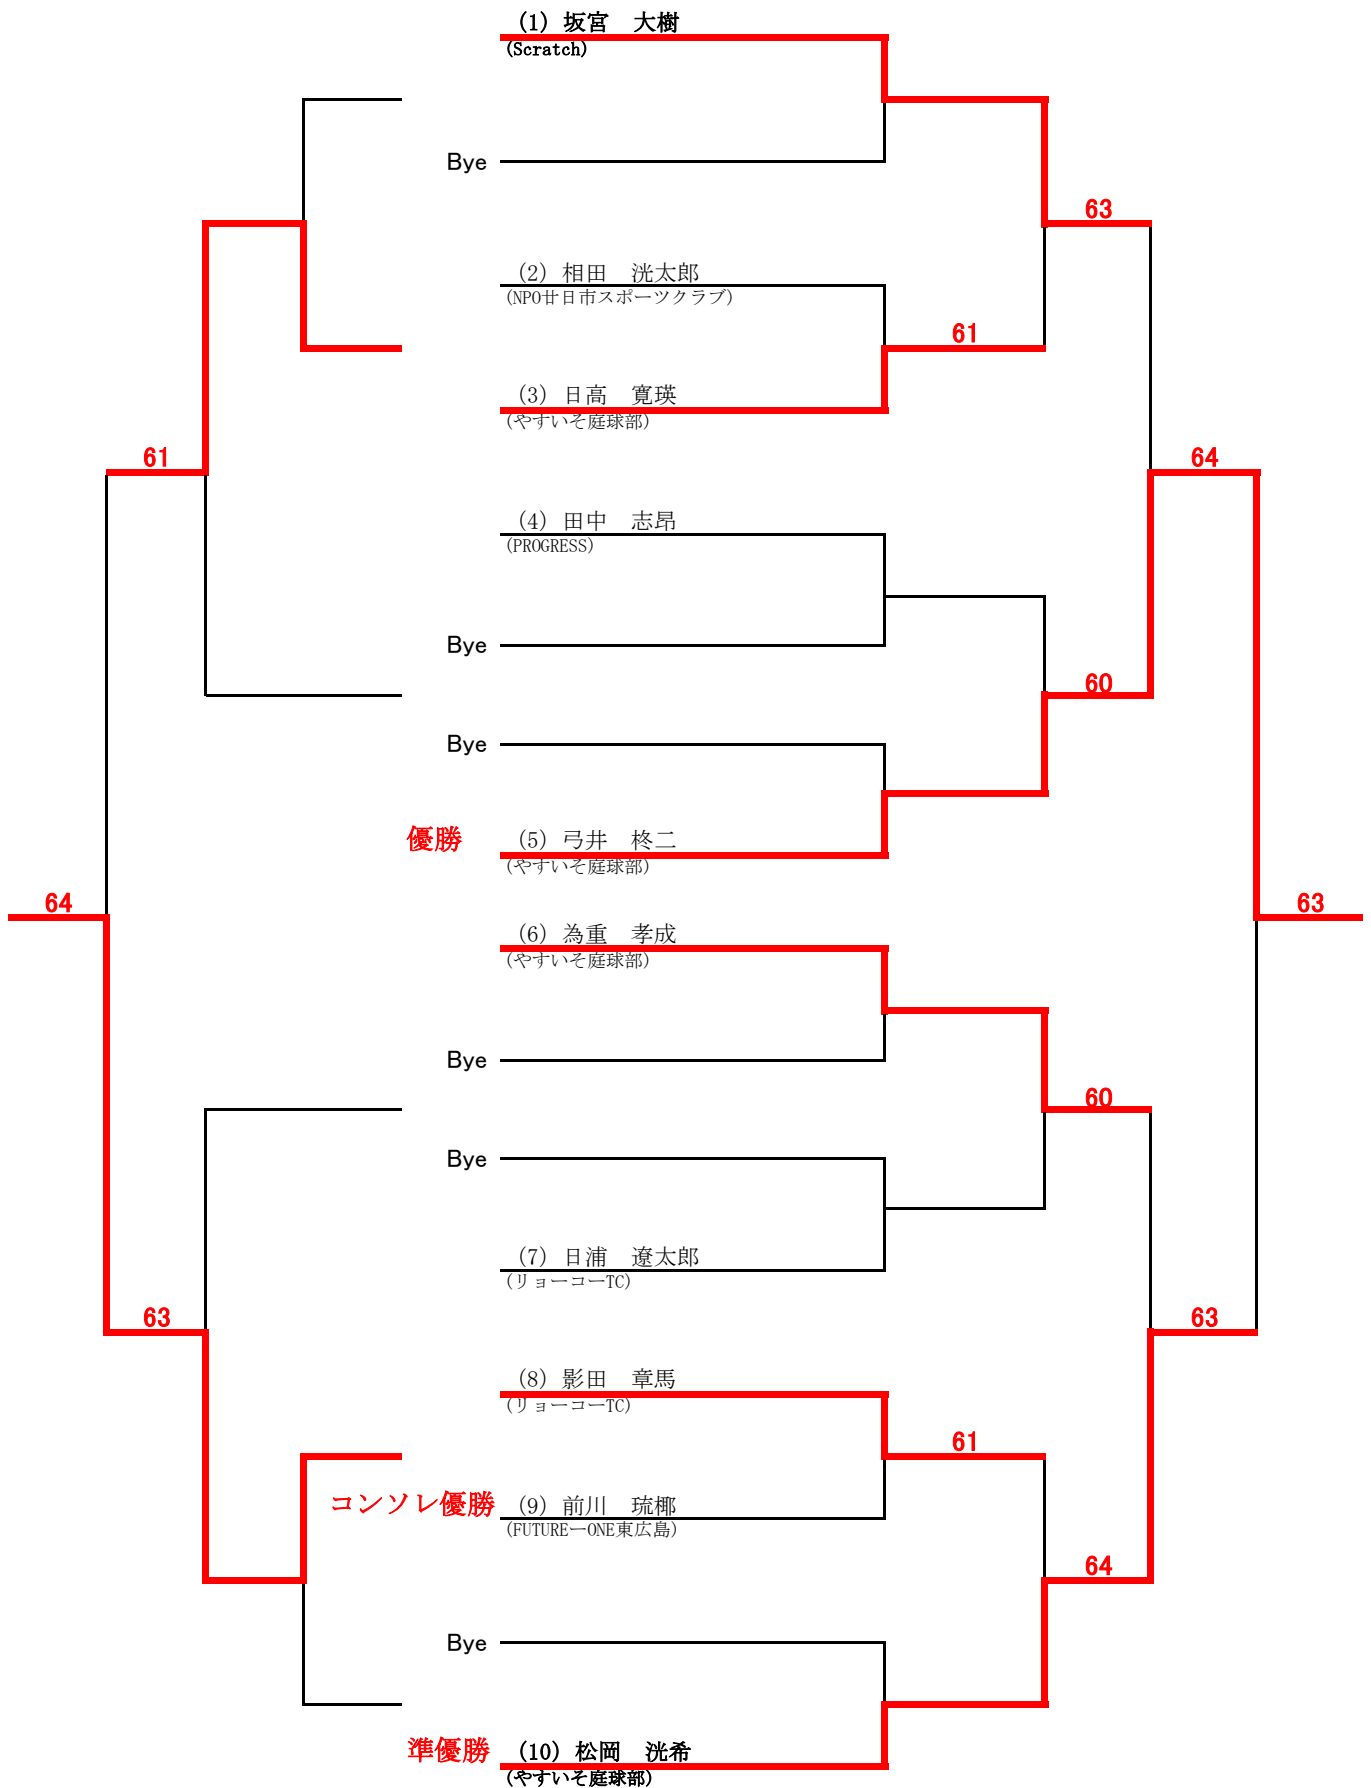 (1) 坂宮　大樹
(Scratch)
Bye
63
(2) 相田　洸太郎
(NPO廿日市スポーツクラブ)
61
(3) 日高　寛瑛
(やすいそ庭球部)
61
64
(4) 田中　志昂
(PROGRESS)
Bye
60
Bye
優勝
(5) 弓井　柊二
(やすいそ庭球部)
64
63
(6) 為重　孝成
(やすいそ庭球部)
Bye
60
Bye
(7) 日浦　遼太郎
(リョーコーTC)
63
63
(8) 影田　章馬
(リョーコーTC)
61
コンソレ優勝
(9) 前川　琉椰
(FUTUREーONE東広島)
64
Bye
準優勝
(10) 松岡　洸希
(やすいそ庭球部)